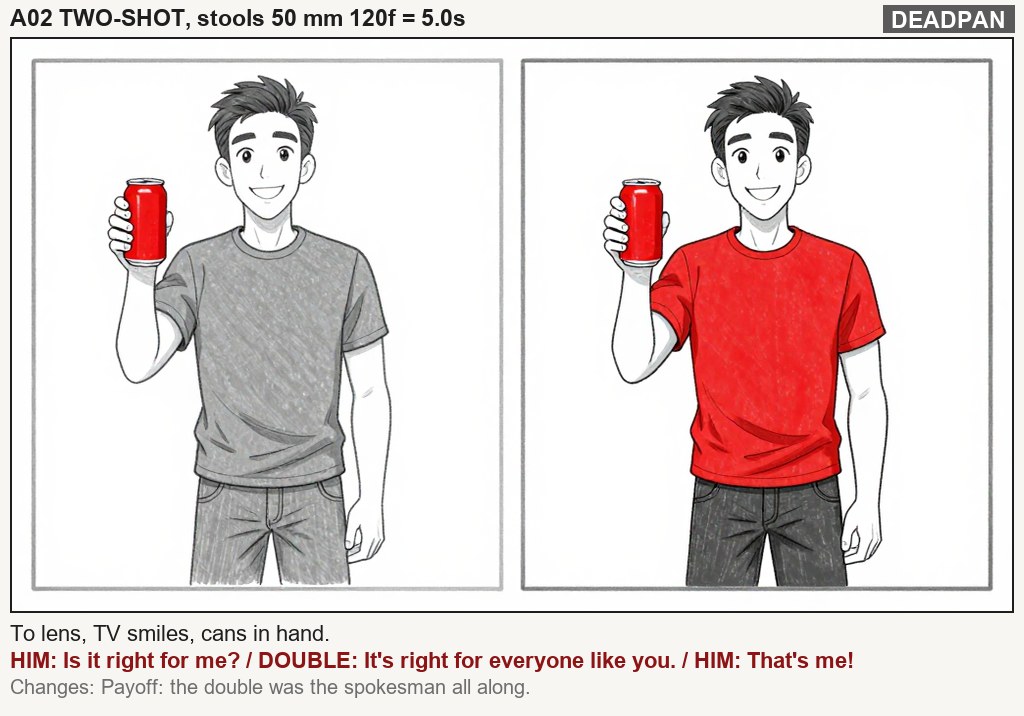 A02 TWO-SHOT, stools 50 mm 120f = 5.0s
DEADPAN
To lens, TV smiles, cans in hand.
HIM: Is it right for me? / DOUBLE: It's right for everyone like you. / HIM: That's me!
Changes: Payoff: the double was the spokesman all along.